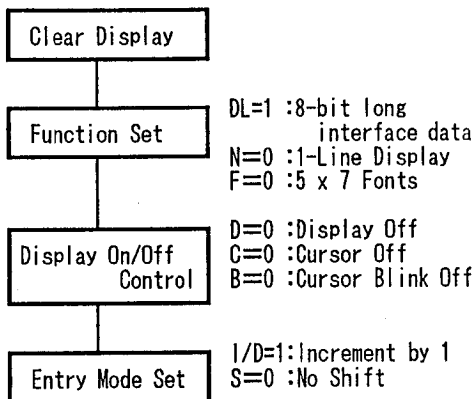 Clear Display
Function Set
DL=1 :8-bit long
interface data
N=0 :1-Line Display
F=0 :5 x 7 Fonts
Display On/Off
Control
D=0 :Display Off
C=0 :Cursor Off
B=0 :Cursor Blink Off
Entry Mode Set
I/D=1:Increment by 1
S=0 :No Shift